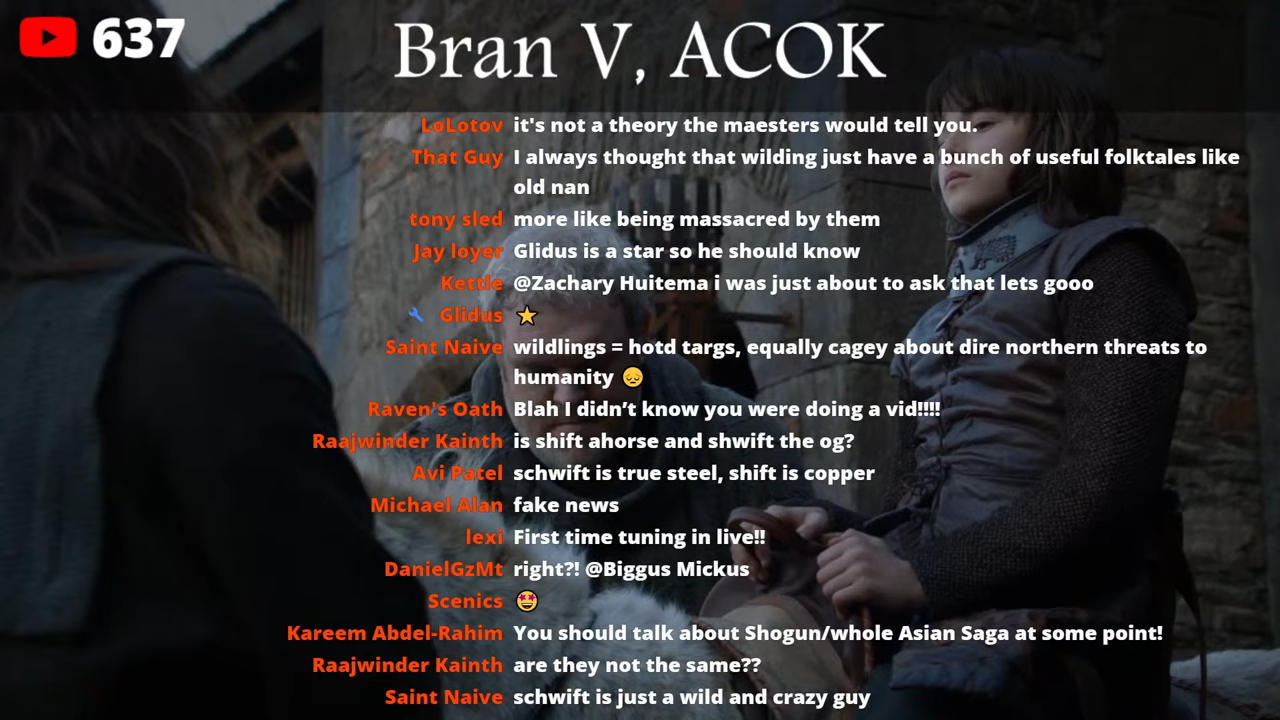 637
Bran V, ACOK
LoLotov it's not a theory the maesters would tell you.
That Guy I always thought that wilding just have a bunch of useful folktales like
old nan
tony sled more like being massacred by them
Jay loyer Glidus is a star so he should know
Kettle @Zachary Huitema i was just about to ask that lets gooo
Glidus ⭐
Saint Naive wildlings = hotd targs, equally cagey about dire northern threats to
humanity 😞
Raven's Oath Blah I didn’t know you were doing a vid!!!!
Raajwinder Kainth is shift ahorse and shwift the og?
Avi Patel schwift is true steel, shift is copper
Michael Alan fake news
lexi First time tuning in live!!
DanielGzMt right?! @Biggus Mickus
Scenics 🤩
Kareem Abdel-Rahim You should talk about Shogun/whole Asian Saga at some point!
Raajwinder Kainth are they not the same??
Saint Naive schwift is just a wild and crazy guy